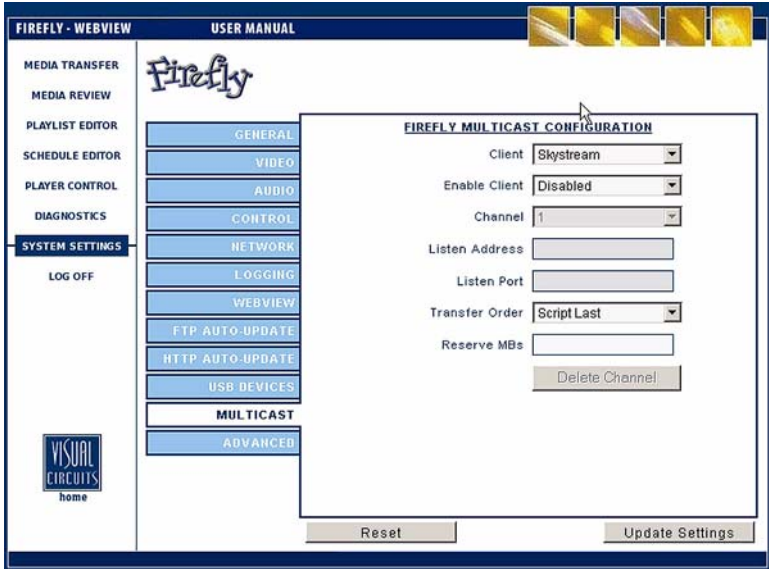 FIREFLY - WEBVIEW
USER MANUAL
MEDIA TRANSFER
MEDIA REVIEW
PLAYLIST EDITOR
SCHEDULE EDITOR
PLAYER CONTROL
DIAGNOSTICS
SYSTEM SETTINGS
LOG OFF
VISUAL
CIRCUITS
home
Firefly
GENERAL
VIDEO
AUDIO
CONTROL
NETWORK
LOGGING
WEBVIEW
FTP AUTO-UPDATE
HTTP AUTO-UPDATE
USB DEVICES
MULTICAST
ADVANCED
FIREFLY MULTICAST CONFIGURATION
Client Skystream
Enable Client Disabled
Channel 1
Listen Address
Listen Port
Transfer Order Script Last
Reserve MBs
Delete Channel
Reset
Update Settings